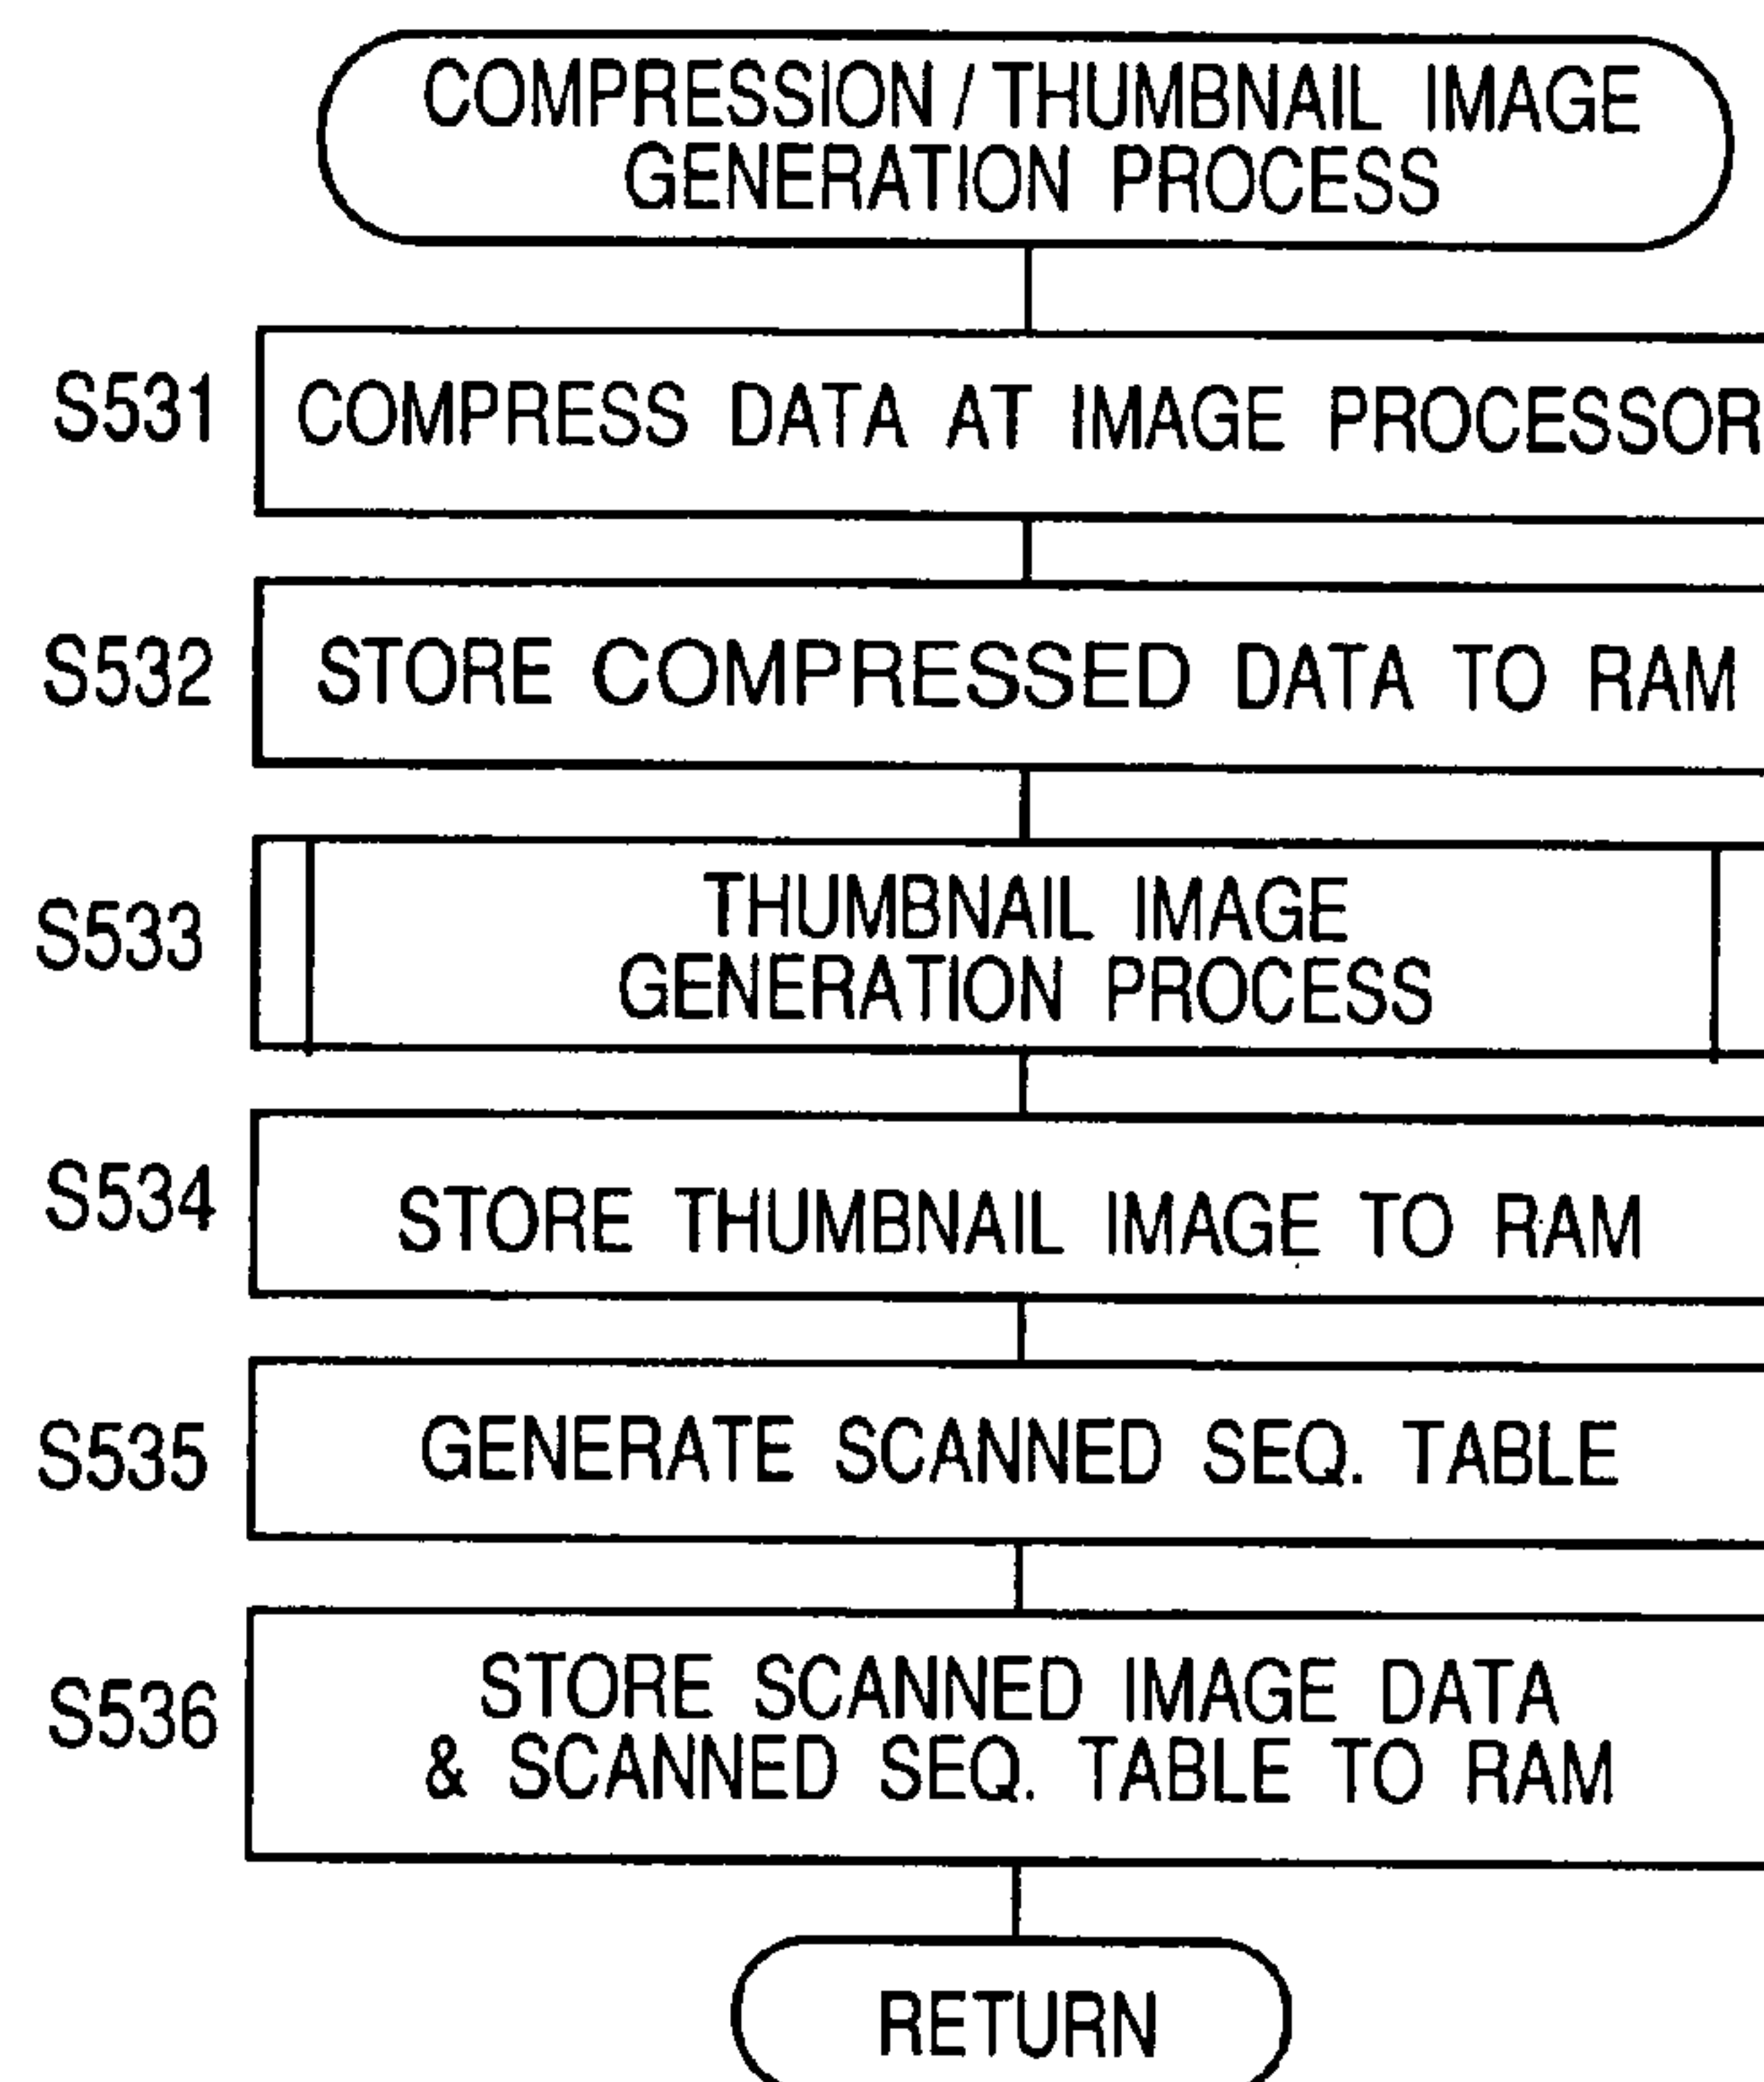 COMPRESSION / THUMBNAIL IMAGE
GENERATION PROCESS
S531
COMPRESS DATA AT IMAGE PROCESSOR
S532
STORE COMPRESSED DATA TO RAM
S533
THUMBNAIL IMAGE
GENERATION PROCESS
S534
STORE THUMBNAIL IMAGE TO RAM
S535
GENERATE SCANNED SEQ. TABLE
S536
STORE SCANNED IMAGE DATA
& SCANNED SEQ. TABLE TO RAM
RETURN